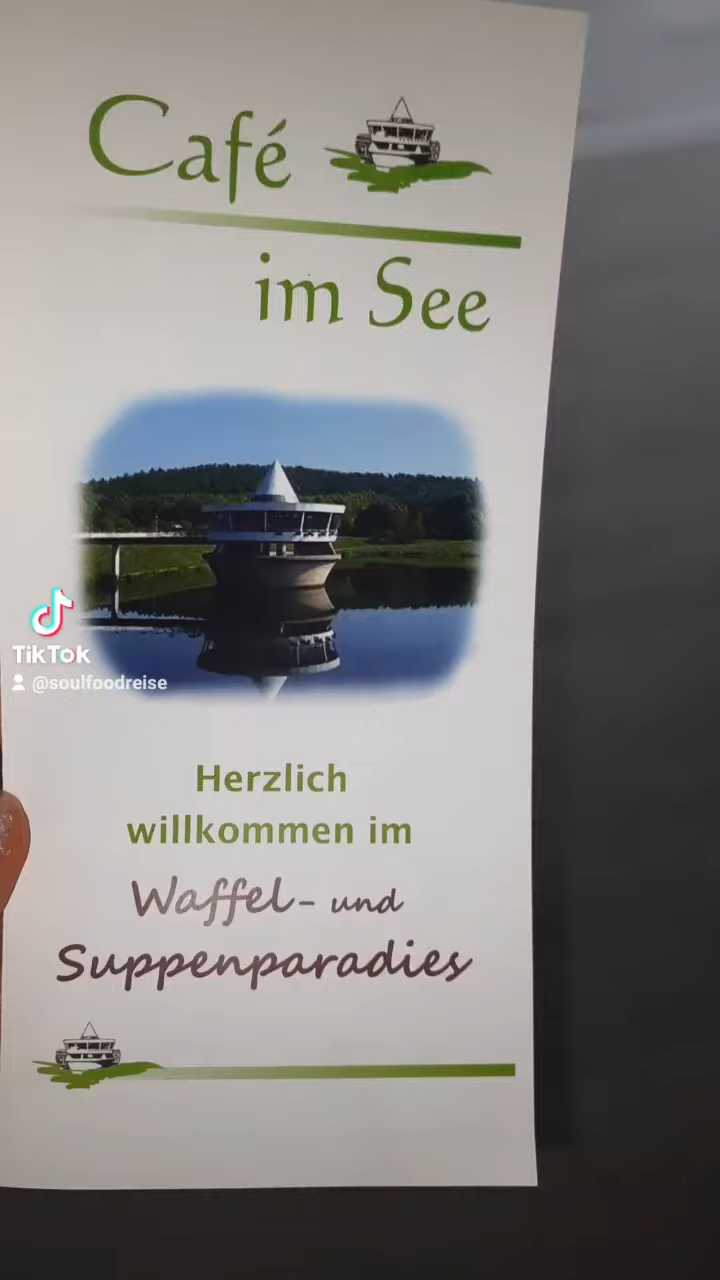 Café
im See
TikTok
@soulfoodreise
Herzlich
willkommen im
Waffel- und
Suppenparadies